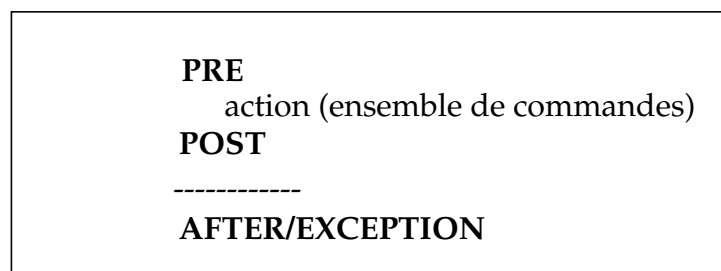 PRE
action (ensemble de commandes)
POST
------------
AFTER/EXCEPTION